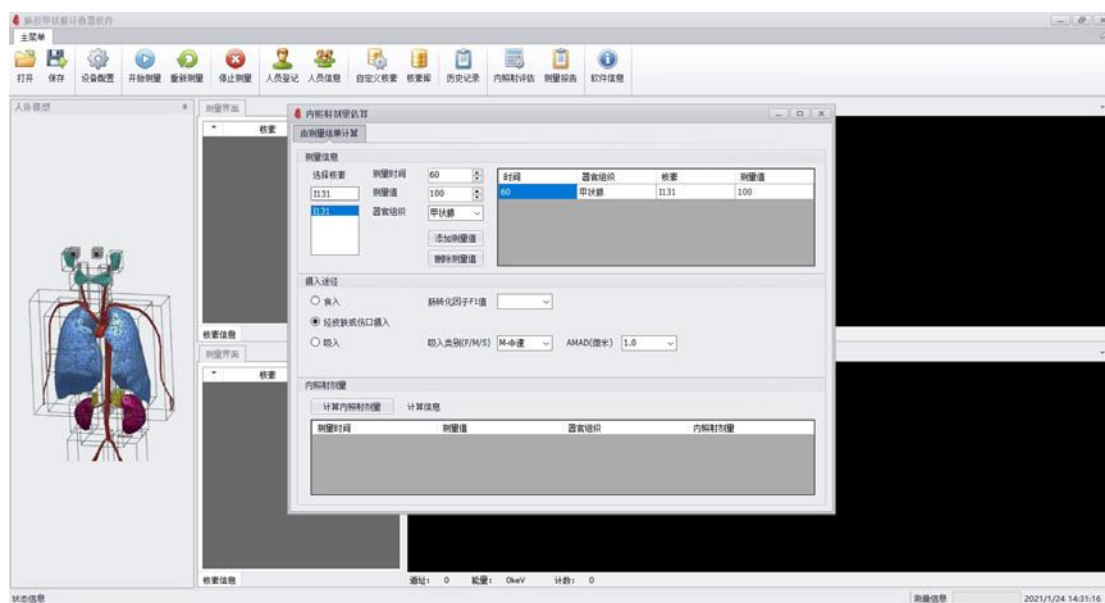 肺及甲状腺计数器软件
主菜单
打开 保存 设备配置 开始测量 重新测量 停止测量 人员登记 人员信息 自定义核素 核素库 历史记录 内照射评估 测量报告 软件信息
人体模型 测量界面
* 核素
内照射剂量估算
由测量结果计算
测量信息
选择核素 测量时间 60
I131 测量值 100
I131 器官组织 甲状腺
添加测量值
删除测量值
时间 器官组织 核素 测量值
60 甲状腺 I131 100
摄入途径
食入 肠转化因子F1值
经皮肤或伤口摄入
吸入 吸入类别(F/M/S) M-中速 AMAD(微米) 1.0
内照射剂量
计算内照射剂量 计算信息
测量时间 测量值 器官组织 内照射剂量
核素信息
测量界面
* 核素
核素信息 道址: 0 能量: 0keV 计数: 0
状态信息 测量信息 2021/1/24 14:31:16